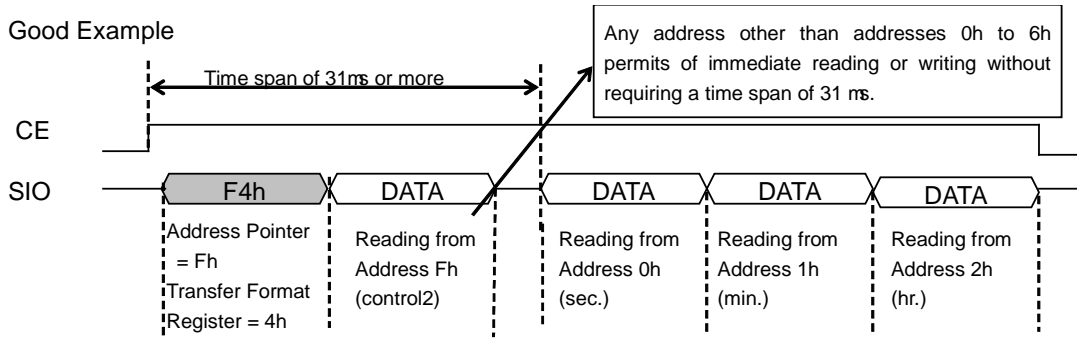 Good Example
Any address other than addresses 0h to 6h
permits of immediate reading or writing without
requiring a time span of 31 ms.
Time span of 31ms or more
CE
SIO
F4h
DATA
DATA
DATA
DATA
Address Pointer
= Fh
Transfer Format
Register = 4h
Reading from
Address Fh
(control2)
Reading from
Address 0h
(sec.)
Reading from
Address 1h
(min.)
Reading from
Address 2h
(hr.)